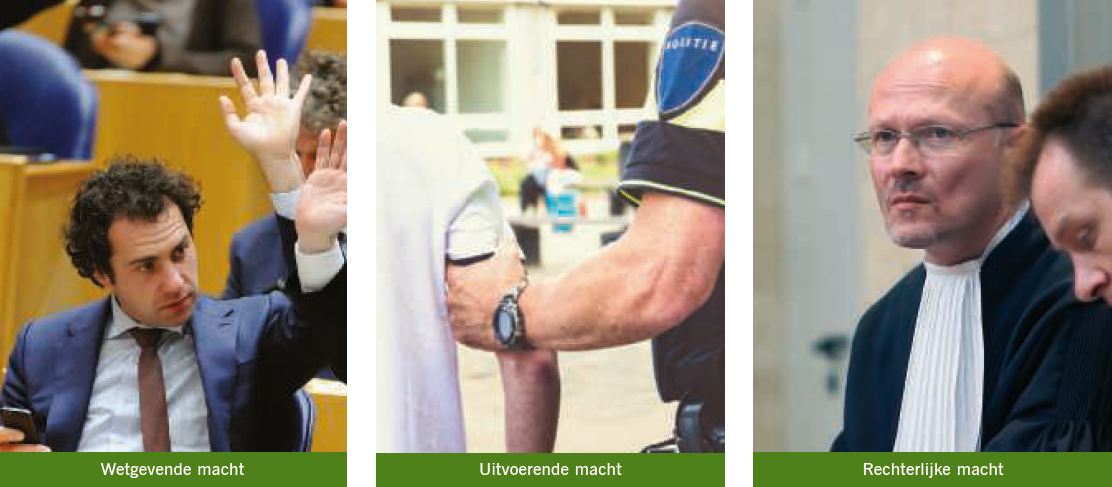 POLITIE
Wetgevende macht
Uitvoerende macht
Rechterlijke macht